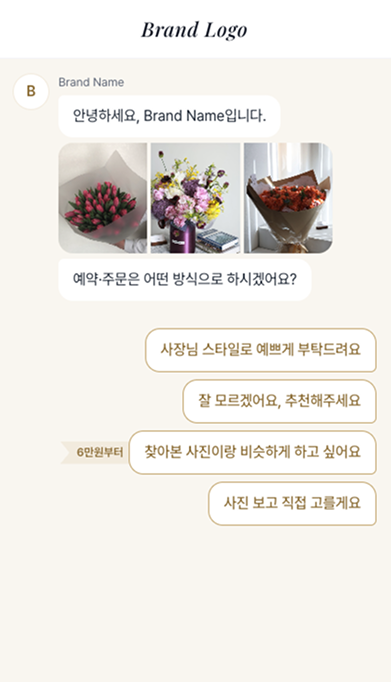 Brand Logo
B
Brand Name
안녕하세요, Brand Name입니다.
예약·주문은 어떤 방식으로 하시겠어요?
사장님 스타일로 예쁘게 부탁드려요
잘 모르겠어요, 추천해주세요
6만원부터
찾아본 사진이랑 비슷하게 하고 싶어요
사진 보고 직접 고를게요